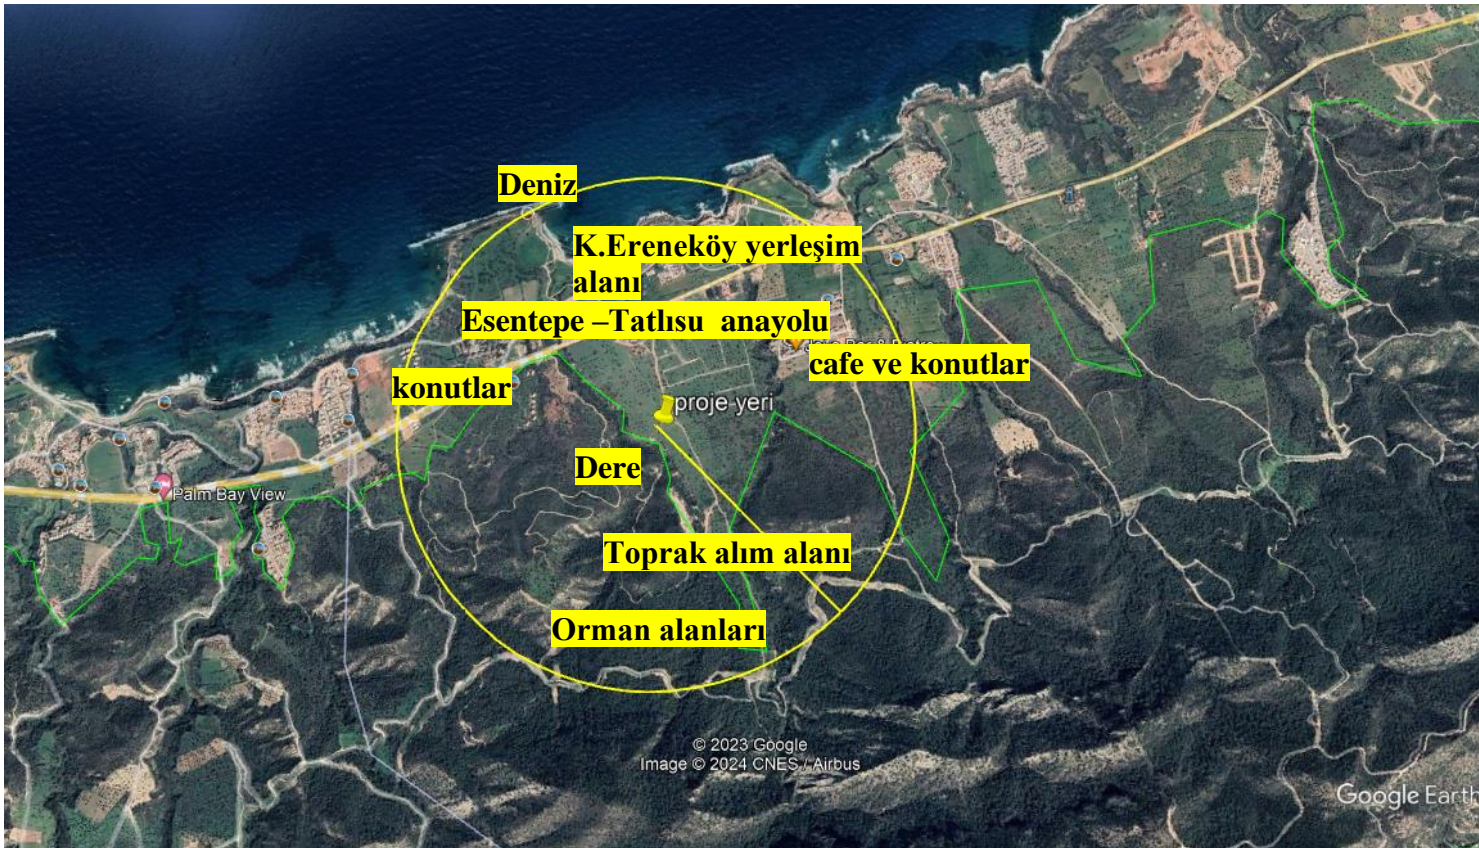 Deniz
K.Ereneköy yerleşim
alanı
Esentepe –Tatlısu anayolu
cafe ve konutlar
konutlar
proje yeri
Dere
Palm Bay View
Toprak alım alanı
Orman alanları
© 2023 Google
Image © 2024 CNES / Airbus
Google Earth